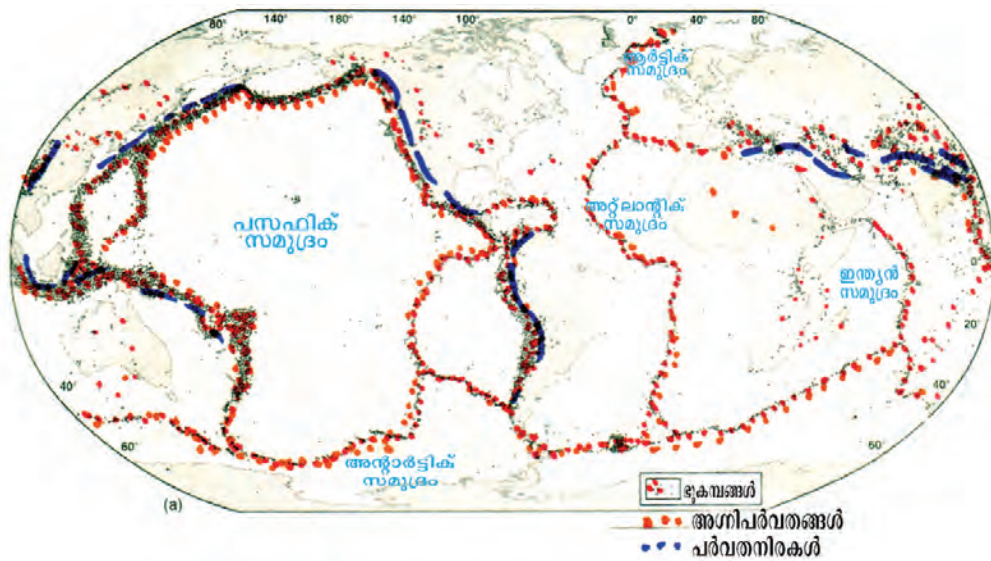 80° 140° 180° 140° 100° 0° 40° 80°
ആർട്ടിക്
സമുദ്രം
പസഫിക്
സമുദ്രം
അറ്റ്ലാന്റിക്
സമുദ്രം
ഇന്ത്യൻ
സമുദ്രം
0°
20°
40° 40°
60° 60°
അന്റാർട്ടിക്
സമുദ്രം
(a)
ഭൂകമ്പങ്ങൾ
അഗ്നിപർവതങ്ങൾ
പർവതനിരകൾ